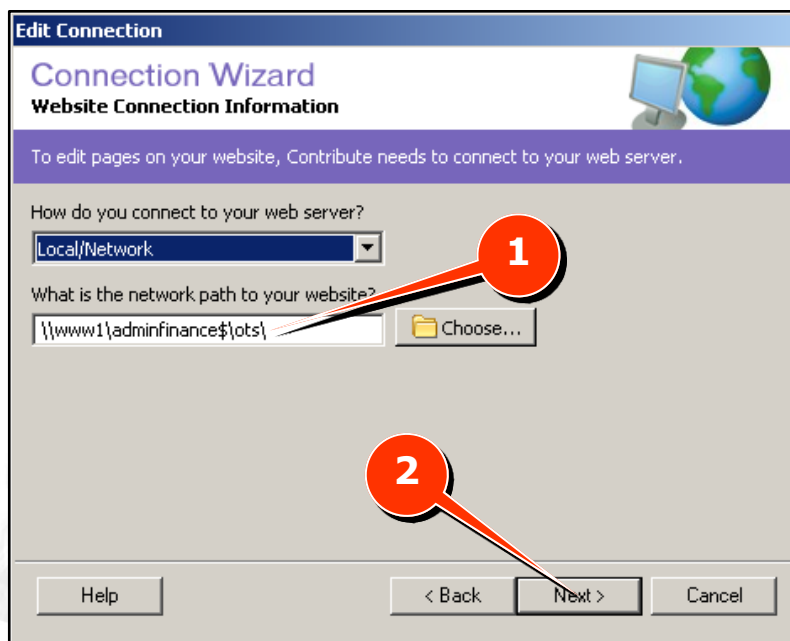 Edit Connection
Connection Wizard
Website Connection Information
To edit pages on your website, Contribute needs to connect to your web server.
How do you connect to your web server?
Local/Network
1
What is the network path to your website?
\\www1\adminfinance$\ots\
Choose...
2
Help
< Back
Next >
Cancel